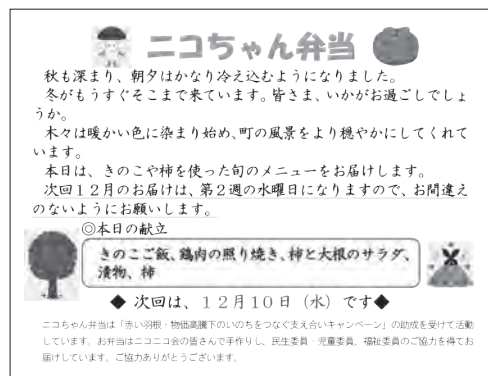 ニコちゃん弁当
秋も深まり、朝夕はかなり冷え込むようになりました。
冬がもうすぐそこまで来ています。皆さま、いかがお過ごしでしょ
うか。
木々は暖かい色に染まり始め、町の風景をより穏やかにしてくれて
います。
本日は、きのこや柿を使った旬のメニューをお届けします。
次回12月のお届けは、第2週の水曜日になりますので、お間違え
のないようにお願いします。
◎本日の献立
きのこご飯、鶏肉の照り焼き、柿と大根のサラダ、
漬物、柿
◆ 次回は、12月10日（水）です◆
ニコちゃん弁当は「赤い羽根・物価高騰下のいのちをつなぐ支え合いキャンペーン」の助成を受けて活動
しています。お弁当はニコニコ会の皆さんで手作りし、民生委員・児童委員、福祉委員のご協力を得てお
届けしています。ご協力ありがとうございます。